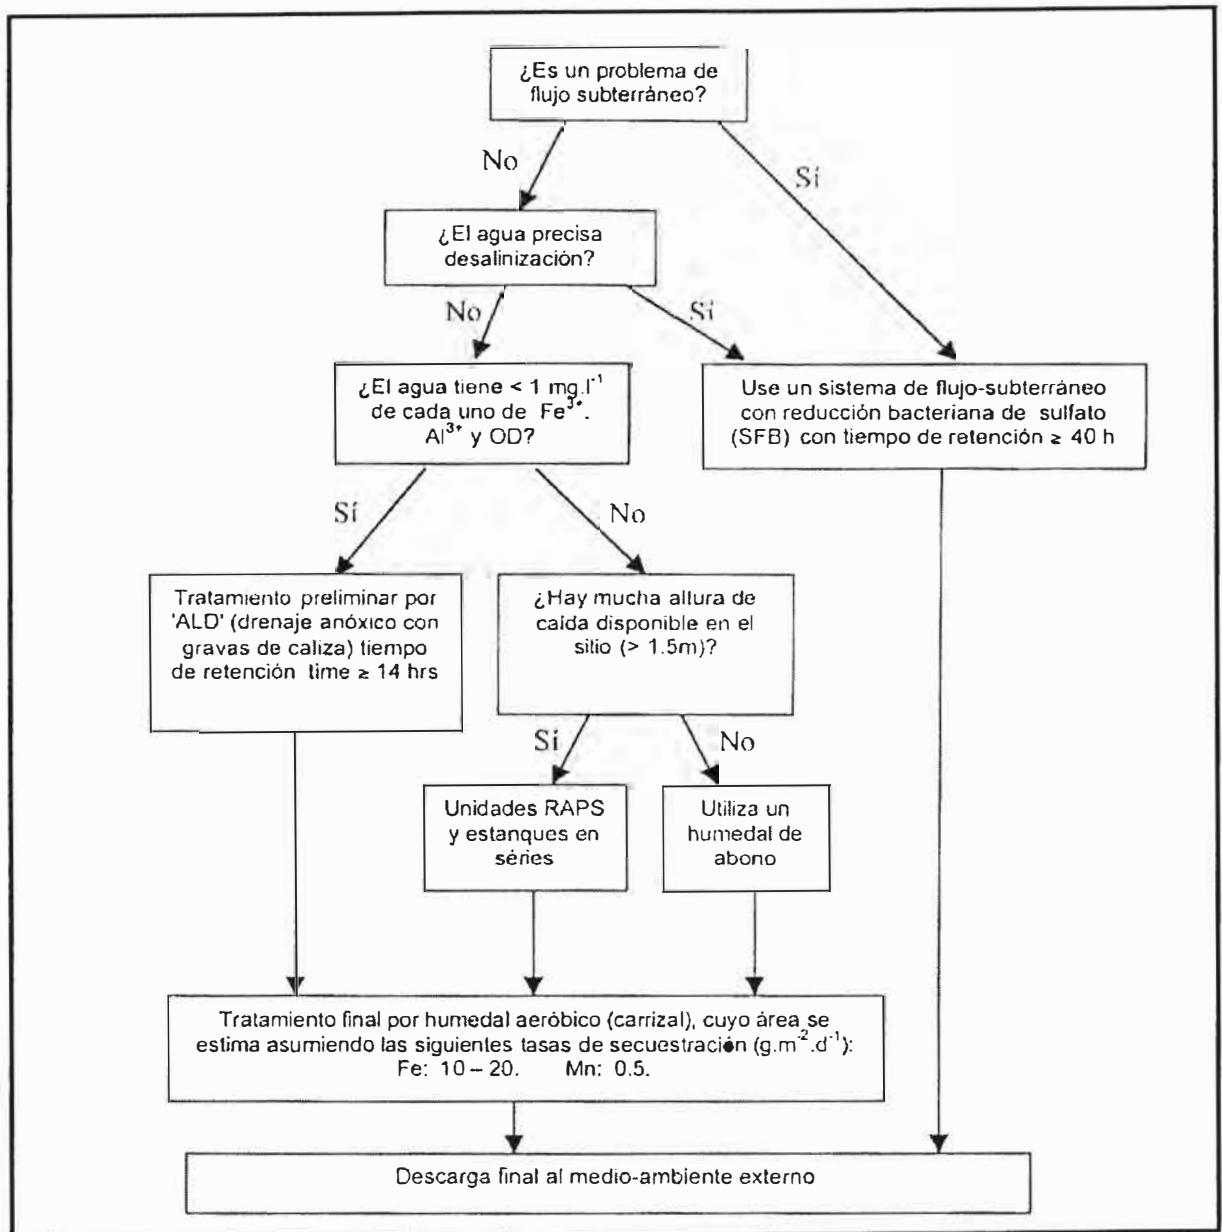 ¿Es un problema de
flujo subterráneo?
No
Sí
¿El agua precisa
desalinización?
No
Sí
¿El agua tiene < 1 mg.l⁻¹
de cada uno de Fe³⁺.
Al³⁺ y OD?
Use un sistema de flujo-subterráneo
con reducción bacteriana de sulfato
(SFB) con tiempo de retención ≥ 40 h
Sí
No
Tratamiento preliminar por
'ALD' (drenaje anóxico con
gravas de caliza) tiempo
de retención time ≥ 14 hrs
¿Hay mucha altura de
caída disponible en el
sitio (> 1.5m)?
Sí
No
Unidades RAPS
y estanques en
séries
Utiliza un
humedal de
abono
Tratamiento final por humedal aeróbico (carrizal), cuyo área se
estima asumiendo las siguientes tasas de secuestración (g.m⁻².d⁻¹):
Fe: 10 – 20. Mn: 0.5.
Descarga final al medio-ambiente externo